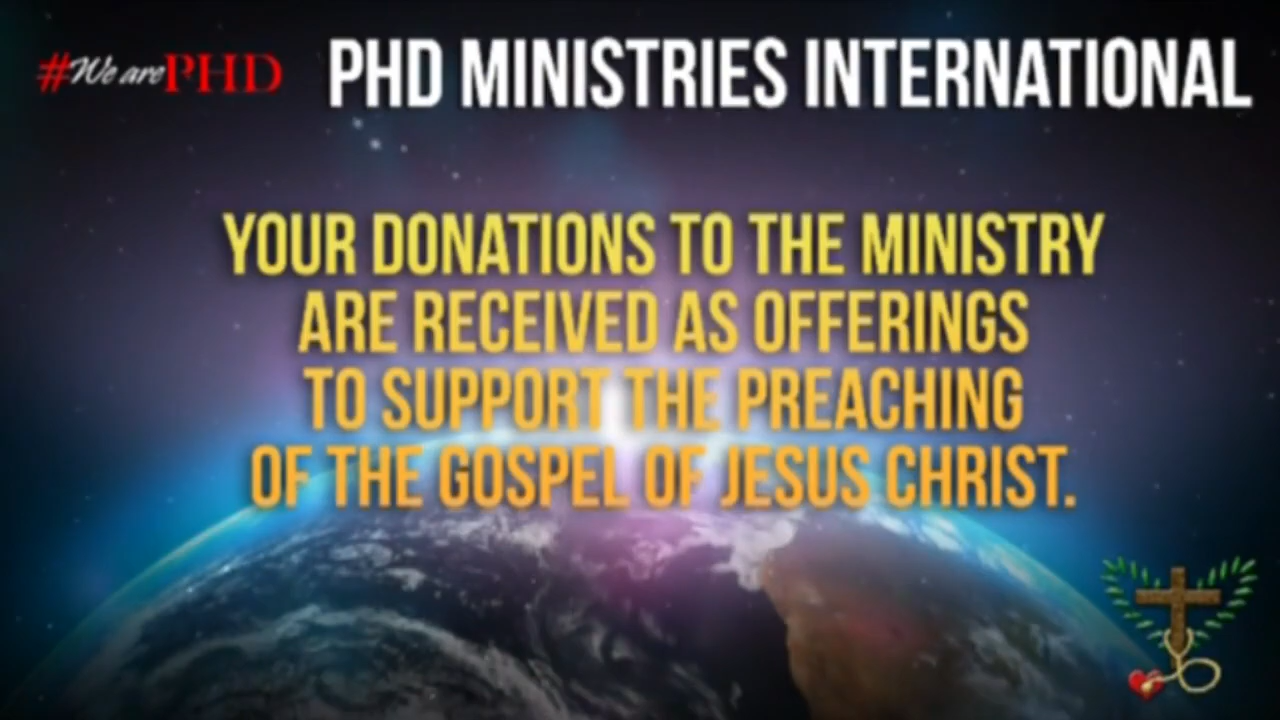 #We are PHD
PHD MINISTRIES INTERNATIONAL
YOUR DONATIONS TO THE MINISTRY
ARE RECEIVED AS OFFERINGS
TO SUPPORT THE PREACHING
OF THE GOSPEL OF JESUS CHRIST.